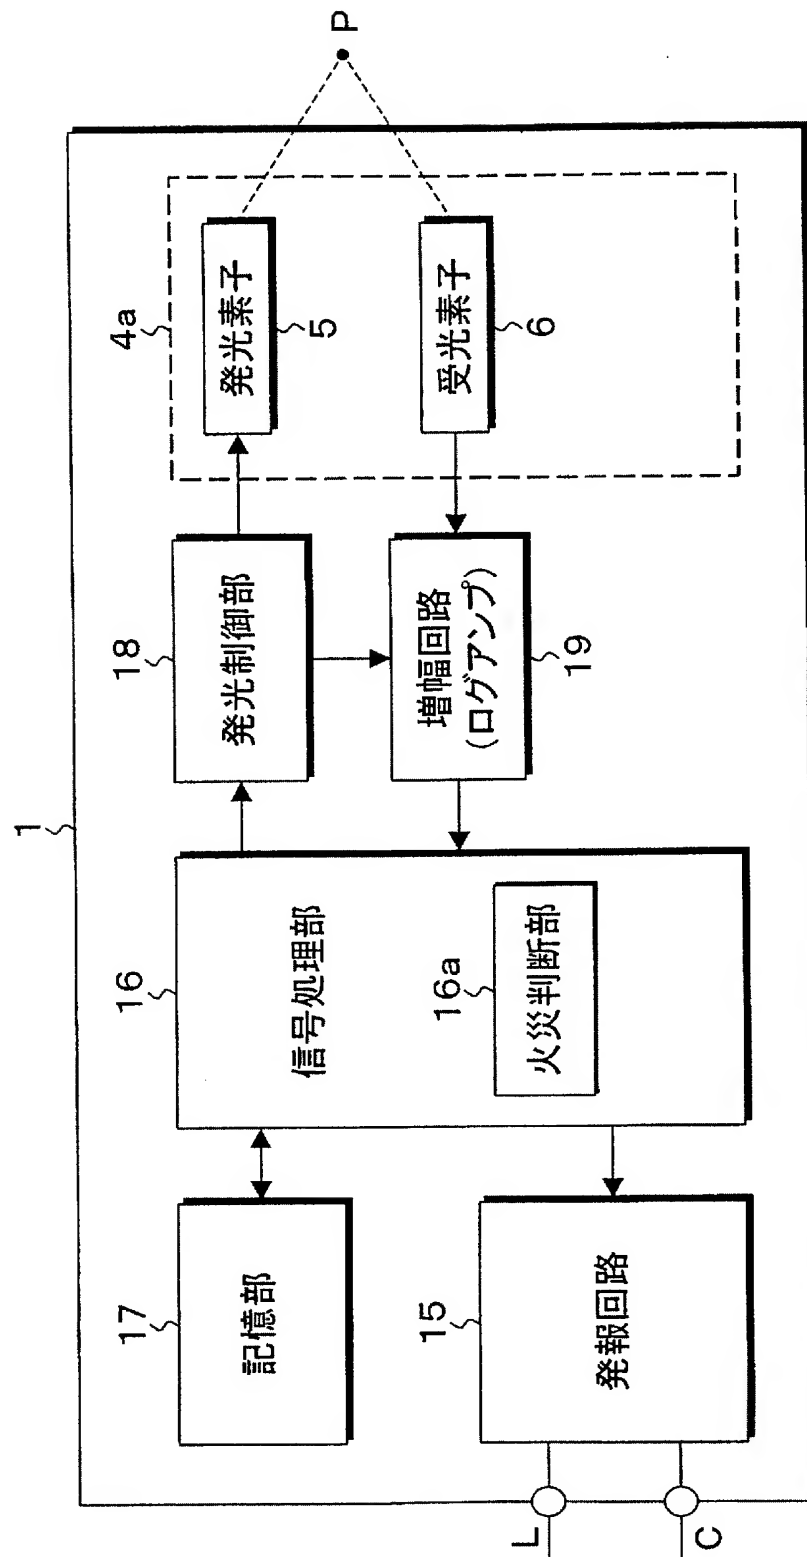 1
17
記憶部
16
信号処理部
16a
火災判断部
18
発光制御部
4a
発光素子
5
P
15
発報回路
増幅回路
(ログアンプ)
19
受光素子
6
L
C